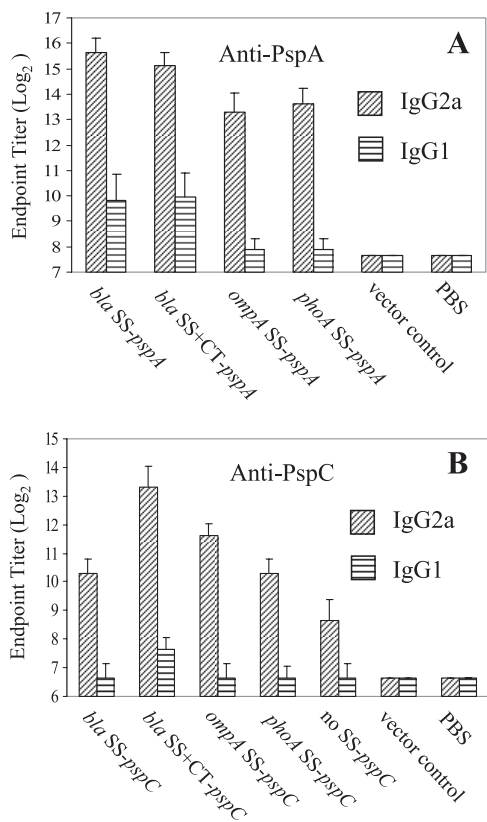 A
Anti-PspA
IgG2a
IgG1
Endpoint Titer (Log2)
17
16
15
14
13
12
11
10
9
8
7
bla SS-pspA
bla SS+CT-pspA
ompA SS-pspA
phoA SS-pspA
vector control
PBS
B
Anti-PspC
IgG2a
IgG1
Endpoint Titer (Log2)
15
14
13
12
11
10
9
8
7
6
bla SS-pspC
bla SS+CT-pspC
ompA SS-pspC
phoA SS-pspC
no SS-pspC
vector control
PBS